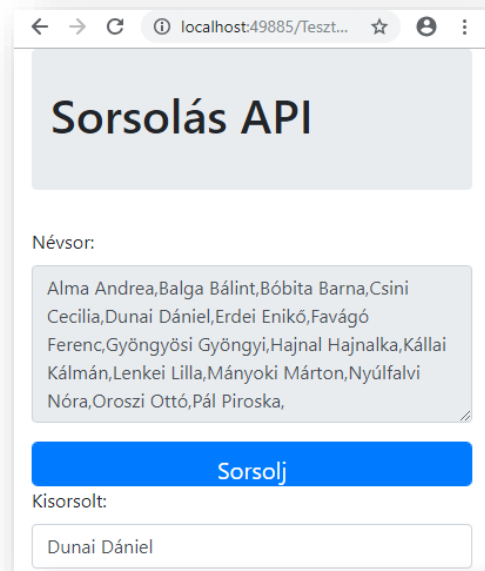 localhost:49885/Teszt...
Sorsolás API
Névsor:
Alma Andrea,Balga Bálint,Bóbita Barna,Csini
Cecilia,Dunai Dániel,Erdei Enikő,Favágó
Ferenc,Gyöngyösi Gyöngyi,Hajnal Hajnalka,Kállai
Kálmán,Lenkei Lilla,Mányoki Márton,Nyúlfalvi
Nóra,Oroszi Ottó,Pál Piroska,
Sorsolj
Kisorsolt:
Dunai Dániel